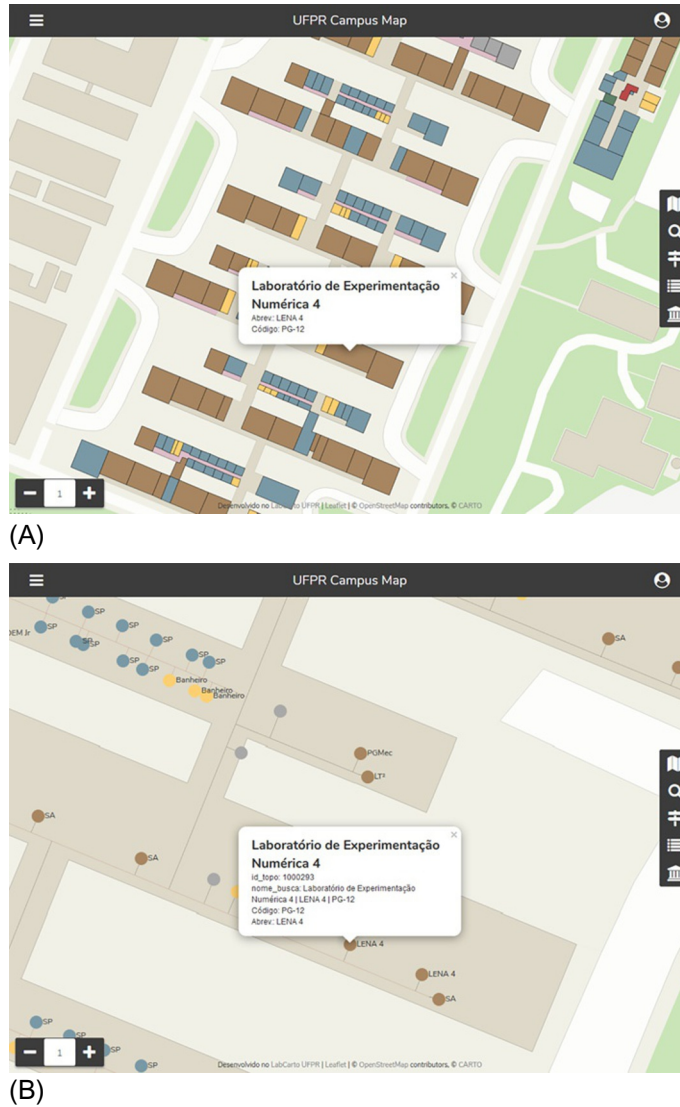 UFPR Campus Map
×
Laboratório de Experimentação
Numérica 4
Abrev: LENA 4
Código: PG-12
1
Desenvolvido no LabCarto UFPR | Leaflet | © OpenStreetMap contributors, © CARTO
(A)
UFPR Campus Map
SP
DEM Jr
SP
SP
SP
SP
SP
SP
SP
SP
SP
Banheiro
Banheiro
Banheiro
SA
PGMec
LT²
SA
SA
×
Laboratório de Experimentação
Numérica 4
id_topo: 1000293
nome_busca: Laboratório de Experimentação
Numérica 4 | LENA 4 | PG-12
Código: PG-12
Abrev: LENA 4
LENA 4
LENA 4
SA
SP
SP
SP
SP
1
Desenvolvido no LabCarto UFPR | Leaflet | © OpenStreetMap contributors, © CARTO
(B)